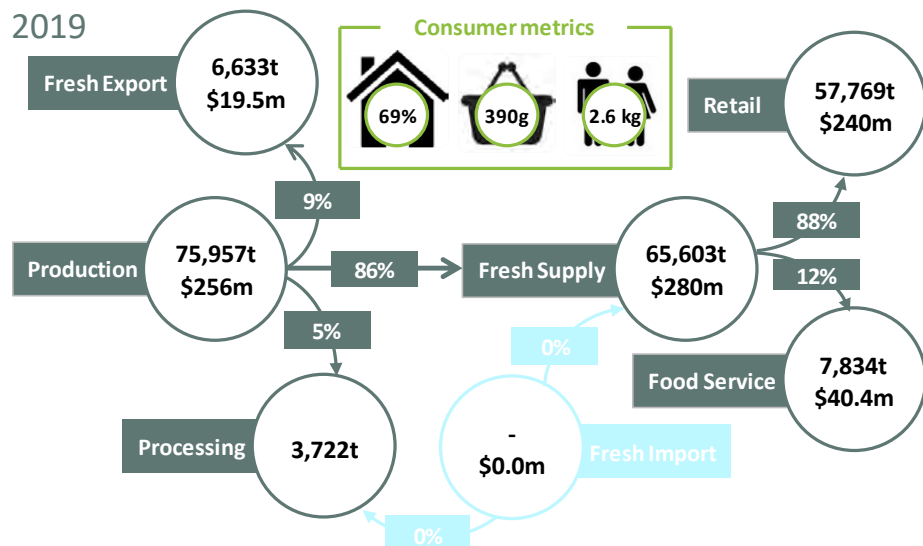 2019
Consumer metrics
Fresh Export
6,633t
$19.5m
69%
390g
2.6 kg
Retail
57,769t
$240m
9%
88%
Production
75,957t
$256m
86%
Fresh Supply
65,603t
$280m
12%
5%
0%
Food Service
7,834t
$40.4m
Processing
3,722t
-
$0.0m
Fresh Import
0%